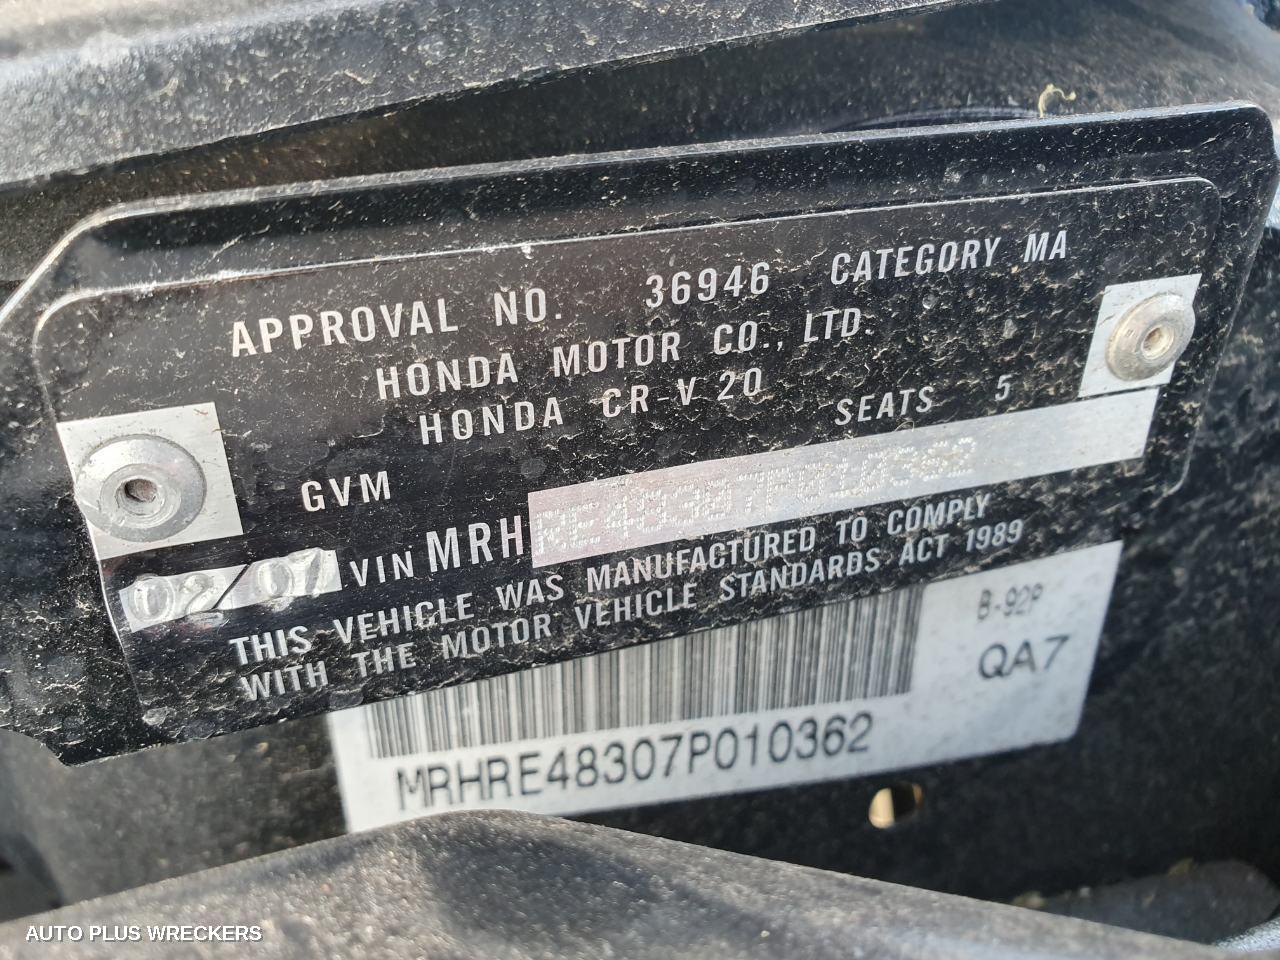 APPROVAL NO. 36946 CATEGORY MA
HONDA MOTOR CO., LTD.
HONDA CR-V 20
SEATS 5
GVM
02/07 VIN MRHRE48307P010362
THIS VEHICLE WAS MANUFACTURED TO COMPLY
WITH THE MOTOR VEHICLE STANDARDS ACT 1989
B-92P
QA7
MRHRE48307P010362
AUTO PLUS WRECKERS